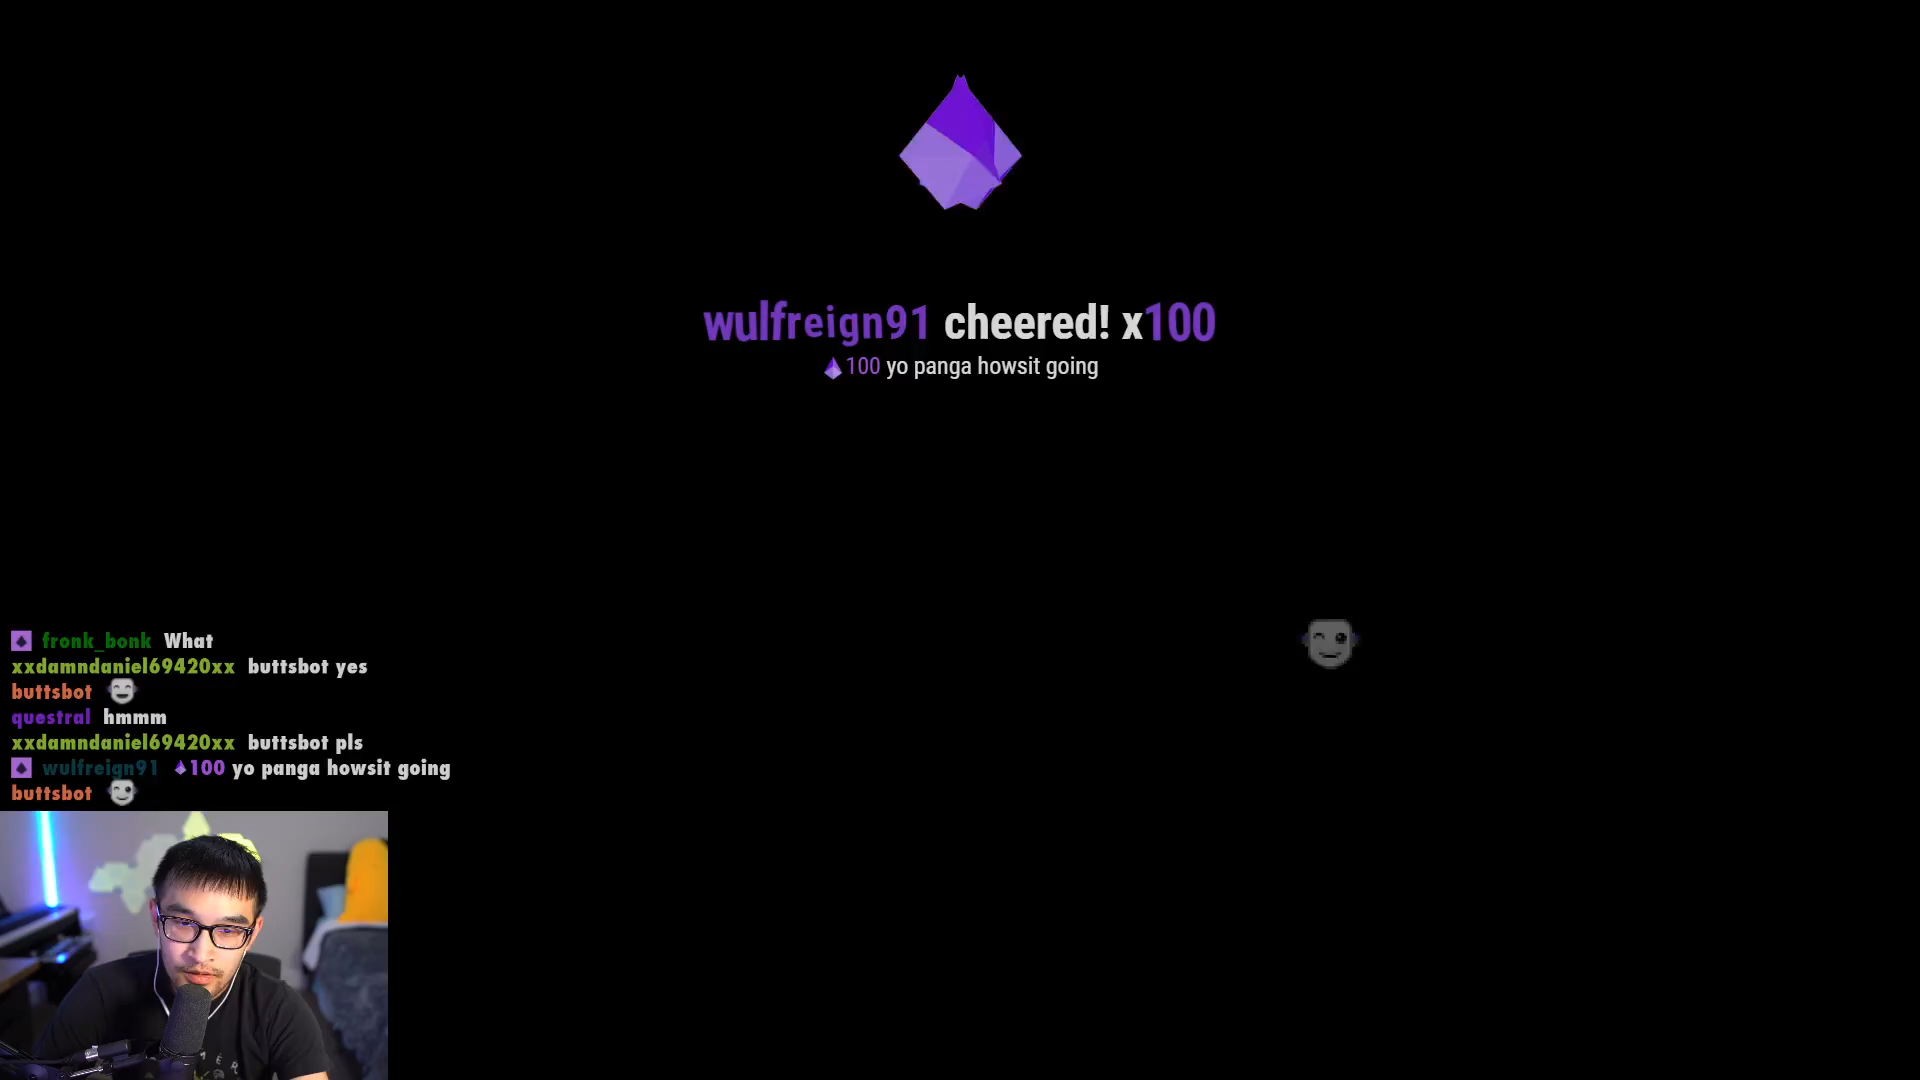 wulfreign91 cheered! x100
100 yo panga howsit going
fronk_bonk What
xxdamndaniel69420xx buttsbot yes
buttsbot
questral hmmm
xxdamndaniel69420xx buttsbot pls
wulfreign91 100 yo panga howsit going
buttsbot